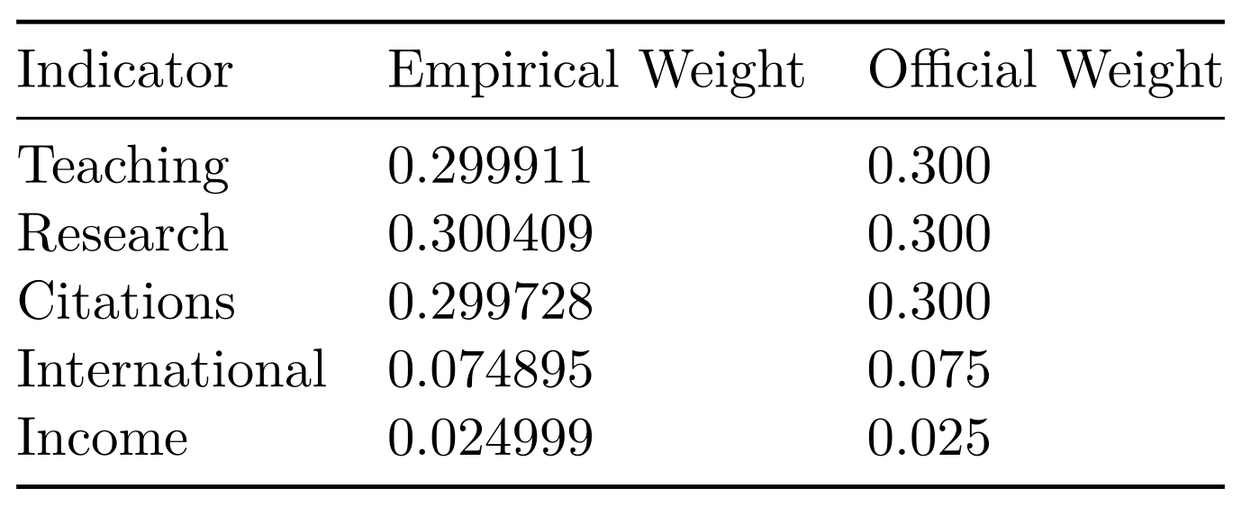 Indicator Empirical Weight Official Weight
Teaching 0.299911 0.300
Research 0.300409 0.300
Citations 0.299728 0.300
International 0.074895 0.075
Income 0.024999 0.025